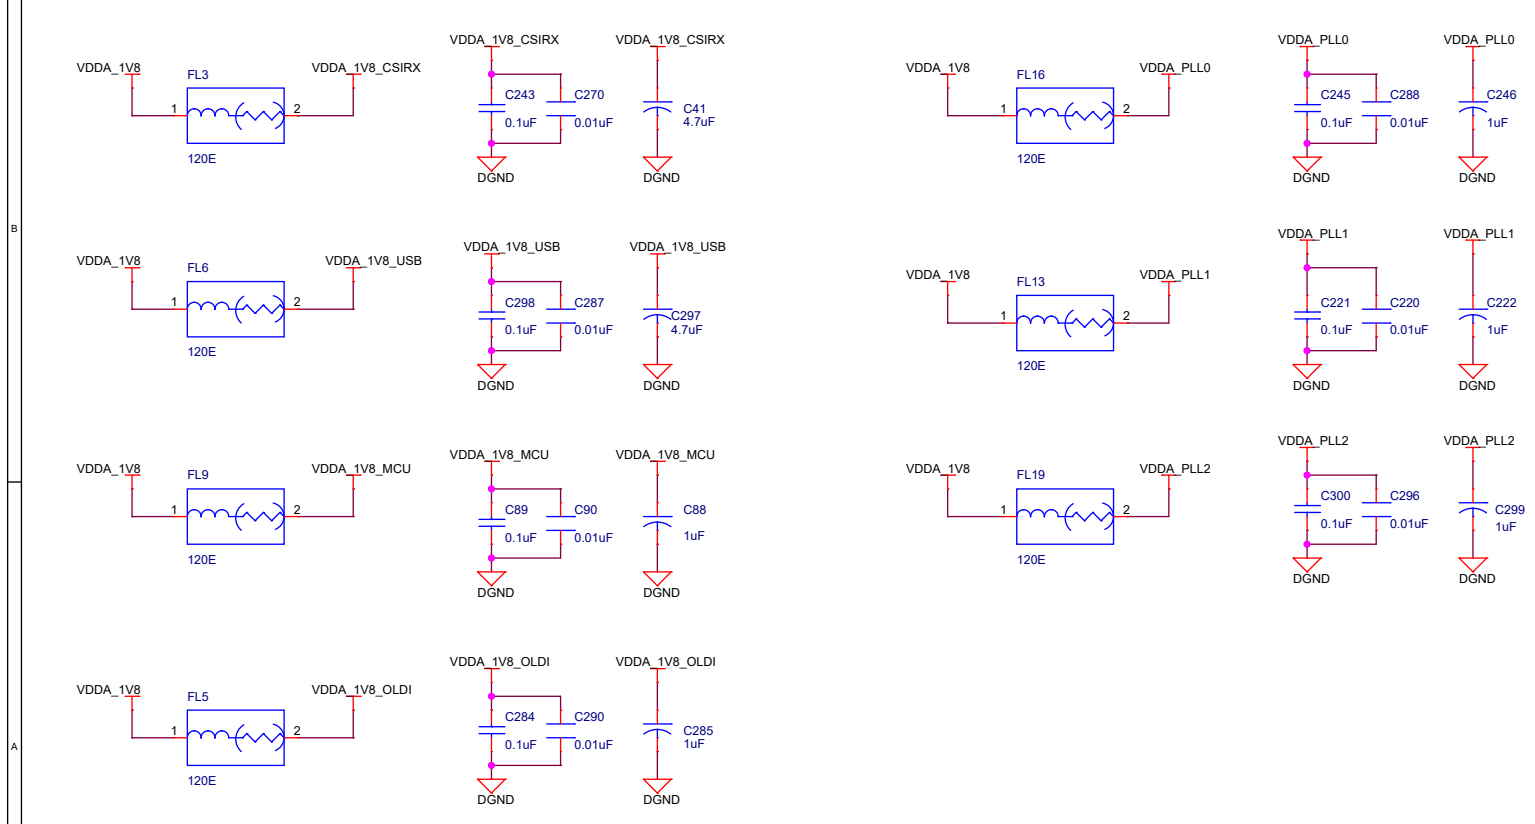 VDDA_1V8
FL3
1
2
120E
VDDA_1V8_CSIRX
VDDA_1V8_CSIRX
C243
0.1uF
C270
0.01uF
DGND
VDDA_1V8_CSIRX
C41
4.7uF
DGND
VDDA_1V8
FL16
1
2
120E
VDDA_PLL0
VDDA_PLL0
C245
0.1uF
C288
0.01uF
DGND
VDDA_PLL0
C246
1uF
DGND
B
VDDA_1V8
FL6
1
2
120E
VDDA_1V8_USB
VDDA_1V8_USB
C298
0.1uF
C287
0.01uF
DGND
VDDA_1V8_USB
C297
4.7uF
DGND
VDDA_1V8
FL13
1
2
120E
VDDA_PLL1
VDDA_PLL1
C221
0.1uF
C220
0.01uF
DGND
VDDA_PLL1
C222
1uF
DGND
VDDA_1V8
FL9
1
2
120E
VDDA_1V8_MCU
VDDA_1V8_MCU
C89
0.1uF
C90
0.01uF
DGND
VDDA_1V8_MCU
C88
1uF
DGND
VDDA_1V8
FL19
1
2
120E
VDDA_PLL2
VDDA_PLL2
C300
0.1uF
C296
0.01uF
DGND
VDDA_PLL2
C299
1uF
DGND
A
VDDA_1V8
FL5
1
2
120E
VDDA_1V8_OLDI
VDDA_1V8_OLDI
C284
0.1uF
C290
0.01uF
DGND
VDDA_1V8_OLDI
C285
1uF
DGND